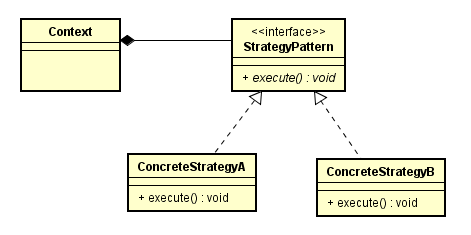 Context
<<interface>>
StrategyPattern
+ execute() : void
ConcreteStrategyA
+ execute() : void
ConcreteStrategyB
+ execute() : void